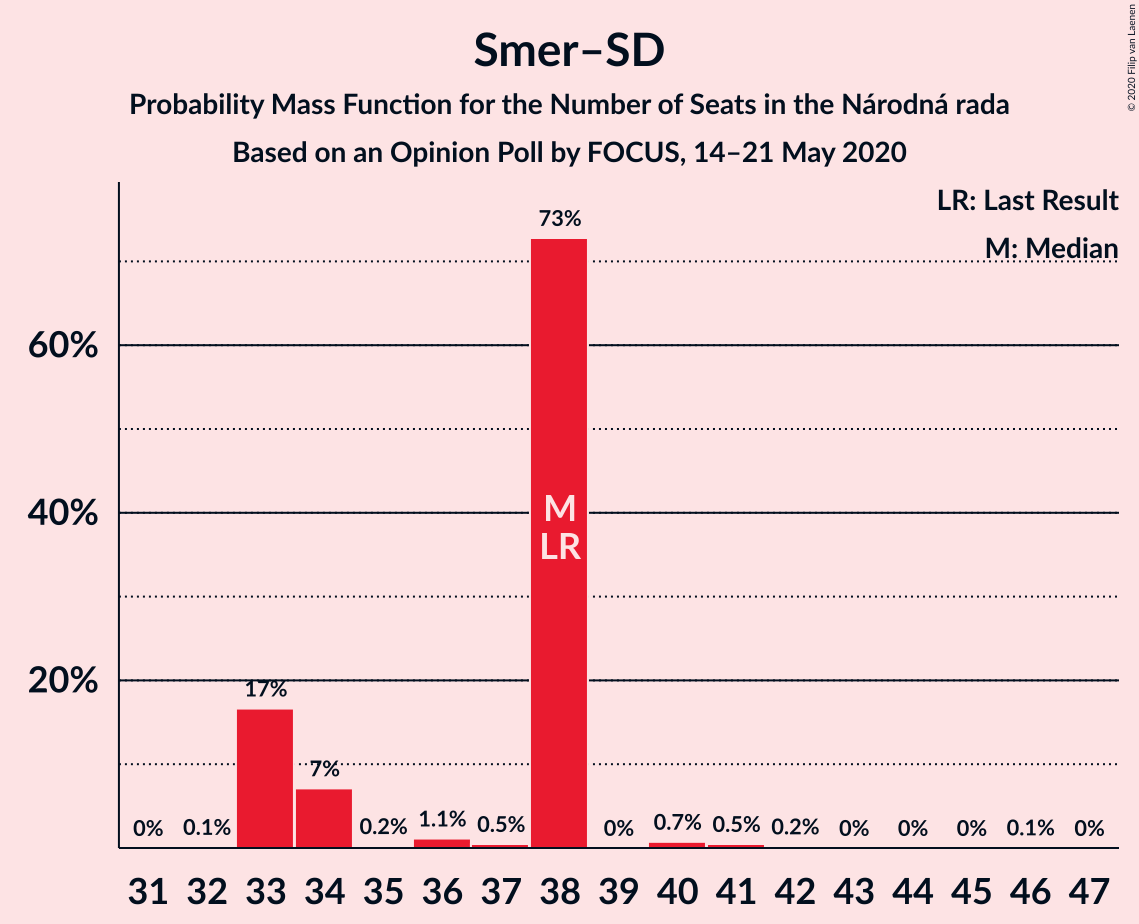 Smer–SD
Probability Mass Function for the Number of Seats in the Národná rada
Based on an Opinion Poll by FOCUS, 14–21 May 2020
© 2020 Filip van Laenen
LR: Last Result
M: Median
60%
40%
20%
0%
0.1%
17%
7%
0.2%
1.1%
0.5%
73%
M
LR
0%
0.7%
0.5%
0.2%
0%
0%
0%
0.1%
0%
31 32 33 34 35 36 37 38 39 40 41 42 43 44 45 46 47